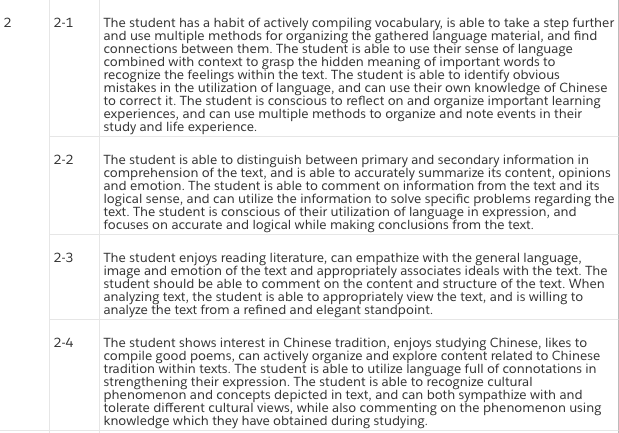 2
2-1
The student has a habit of actively compiling vocabulary, is able to take a step further
and use multiple methods for organizing the gathered language material, and find
connections between them. The student is able to use their sense of language
combined with context to grasp the hidden meaning of important words to
recognize the feelings within the text. The student is able to identify obvious
mistakes in the utilization of language, and can use their own knowledge of Chinese
to correct it. The student is conscious to reflect on and organize important learning
experiences, and can use multiple methods to organize and note events in their
study and life experience.
2-2
The student is able to distinguish between primary and secondary information in
comprehension of the text, and is able to accurately summarize its content, opinions
and emotion. The student is able to comment on information from the text and its
logical sense, and can utilize the information to solve specific problems regarding the
text. The student is conscious of their utilization of language in expression, and
focuses on accurate and logical while making conclusions from the text.
2-3
The student enjoys reading literature, can empathize with the general language,
image and emotion of the text and appropriately associates ideals with the text. The
student should be able to comment on the content and structure of the text. When
analyzing text, the student is able to appropriately view the text, and is willing to
analyze the text from a refined and elegant standpoint.
2-4
The student shows interest in Chinese tradition, enjoys studying Chinese, likes to
compile good poems, can actively organize and explore content related to Chinese
tradition within texts. The student is able to utilize language full of connotations in
strengthening their expression. The student is able to recognize cultural
phenomenon and concepts depicted in text, and can both sympathize with and
tolerate different cultural views, while also commenting on the phenomenon using
knowledge which they have obtained during studying.